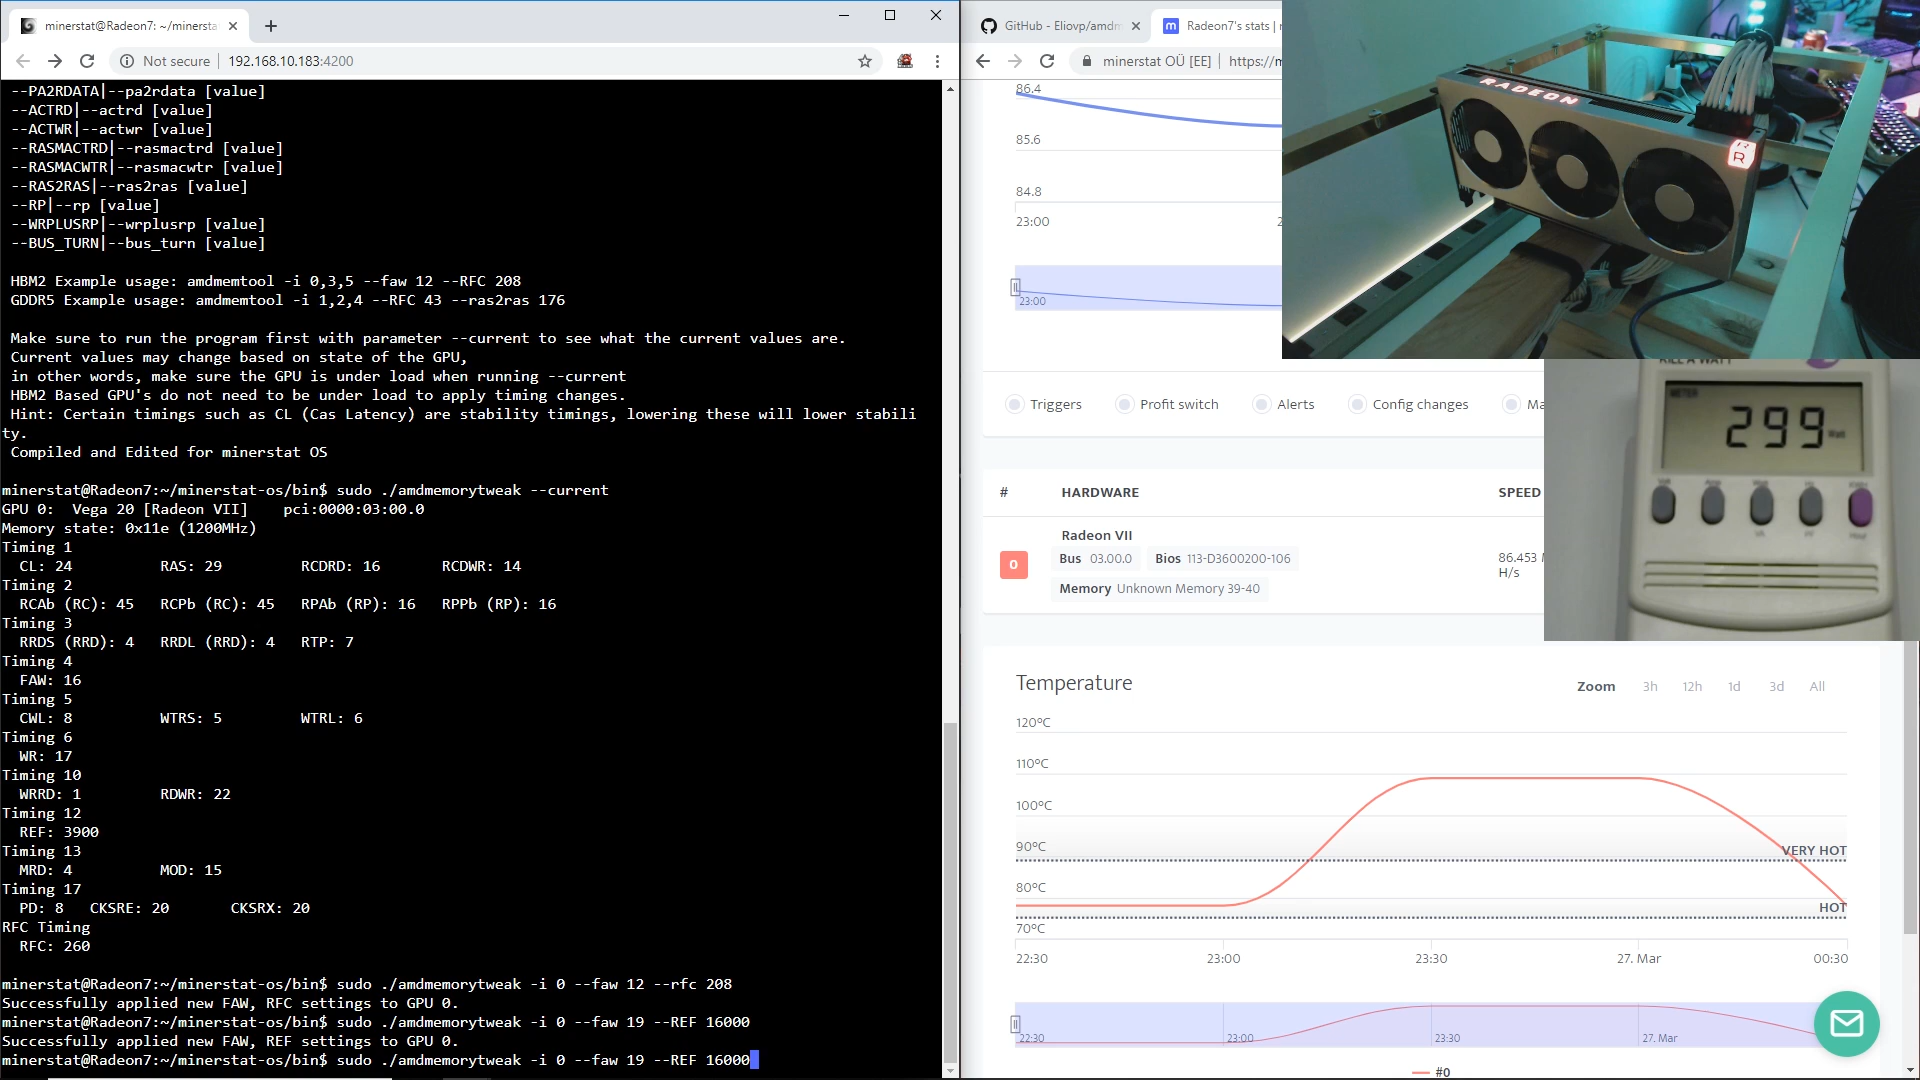 minerstat@Radeon7: ~/minersta
Not secure
192.168.10.183:4200
--PA2RDATA|--pa2rdata [value]
--ACTRD|--actrd [value]
--ACTWR|--actwr [value]
--RASMACTRD|--rasmactrd [value]
--RASMACWTR|--rasmacwtr [value]
--RAS2RAS|--ras2ras [value]
--RP|--rp [value]
--WRPLUSRP|--wrplusrp [value]
--BUS_TURN|--bus_turn [value]
HBM2 Example usage: amdmemtool -i 0,3,5 --faw 12 --RFC 208
GDDR5 Example usage: amdmemtool -i 1,2,4 --RFC 43 --ras2ras 176
Make sure to run the program first with parameter --current to see what the current values are.
Current values may change based on state of the GPU,
in other words, make sure the GPU is under load when running --current
HBM2 Based GPU's do not need to be under load to apply timing changes.
Hint: Certain timings such as CL (Cas Latency) are stability timings, lowering these will lower stabili
ty.
Compiled and Edited for minerstat OS
minerstat@Radeon7:~/minerstat-os/bin$ sudo ./amdmemorytweak --current
GPU 0:  Vega 20 [Radeon VII]    pci:0000:03:00.0
Memory state: 0x11e (1200MHz)
Timing 1
CL: 24          RAS: 29         RCDRD: 16       RCDWR: 14
Timing 2
RCAb (RC): 45   RCPb (RC): 45   RPAb (RP): 16   RPPb (RP): 16
Timing 3
RRDS (RRD): 4   RRDL (RRD): 4   RTP: 7
Timing 4
FAW: 16
Timing 5
CWL: 8          WTRS: 5         WTRL: 6
Timing 6
WR: 17
Timing 10
WRRD: 1         RDWR: 22
Timing 12
REF: 3900
Timing 13
MRD: 4          MOD: 15
Timing 17
PD: 8   CKSRE: 20       CKSRX: 20
RFC Timing
RFC: 260
minerstat@Radeon7:~/minerstat-os/bin$ sudo ./amdmemorytweak -i 0 --faw 12 --rfc 208
Successfully applied new FAW, RFC settings to GPU 0.
minerstat@Radeon7:~/minerstat-os/bin$ sudo ./amdmemorytweak -i 0 --faw 19 --REF 16000
Successfully applied new FAW, REF settings to GPU 0.
minerstat@Radeon7:~/minerstat-os/bin$ sudo ./amdmemorytweak -i 0 --faw 19 --REF 16000
GitHub - Eliovp/amdm
Radeon7's stats |
minerstat OÜ [EE]
https://m
86.4
85.6
84.8
23:00
23:00
RADEON
R
KILL A WATT
METER
299
Watt
Triggers
Profit switch
Alerts
Config changes
Ma
# HARDWARE SPEED
0
Radeon VII
Bus 03.00.0 Bios 113-D3600200-106
Memory Unknown Memory 39-40
86.453
H/s
Temperature
Zoom 3h 12h 1d 3d All
120ºC
110ºC
100ºC
90ºC
VERY HOT
80ºC
HOT
70ºC
22:30 23:00 23:30 27. Mar 00:30
22:30 23:00 23:30 27. Mar
#0